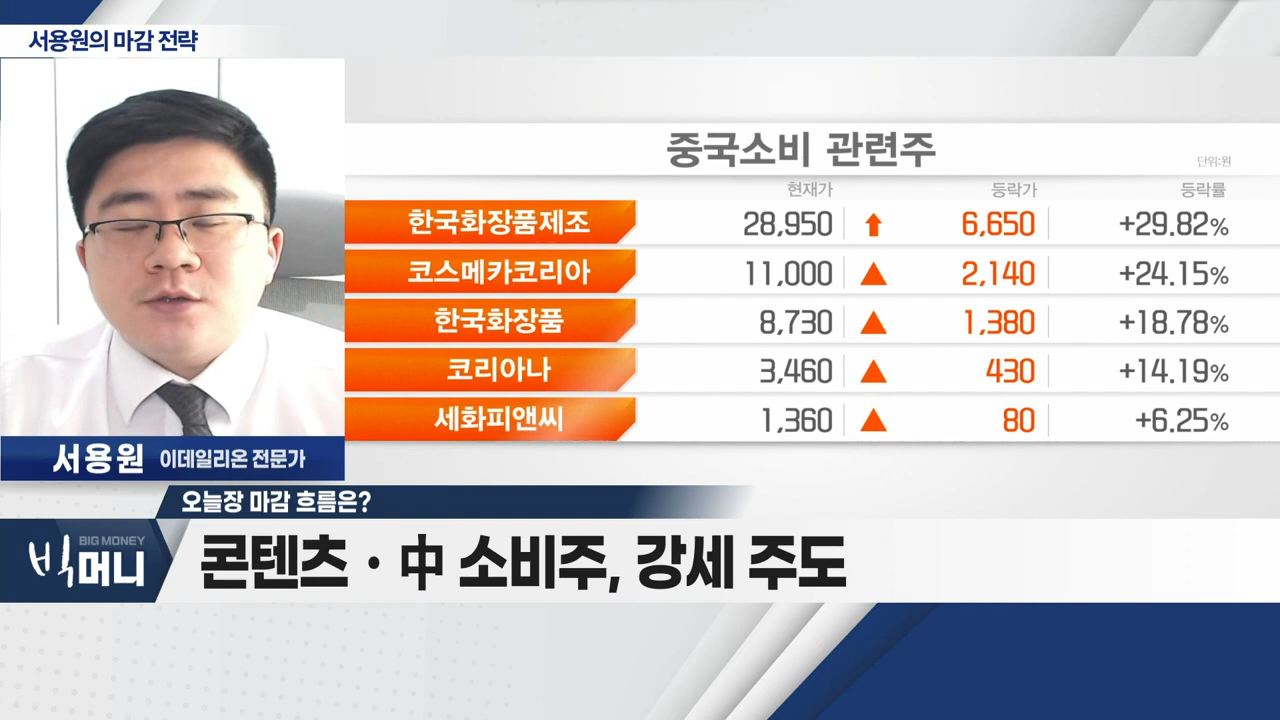 서용원의 마감 전략
중국소비 관련주
단위:원
현재가 등락가 등락률
한국화장품제조 28,950 6,650 +29.82%
코스메카코리아 11,000 2,140 +24.15%
한국화장품 8,730 1,380 +18.78%
코리아나 3,460 430 +14.19%
세화피앤씨 1,360 80 +6.25%
서용원 이데일리온 전문가
오늘장 마감 흐름은?
BIG MONEY
빅머니
콘텐츠·中 소비주, 강세 주도